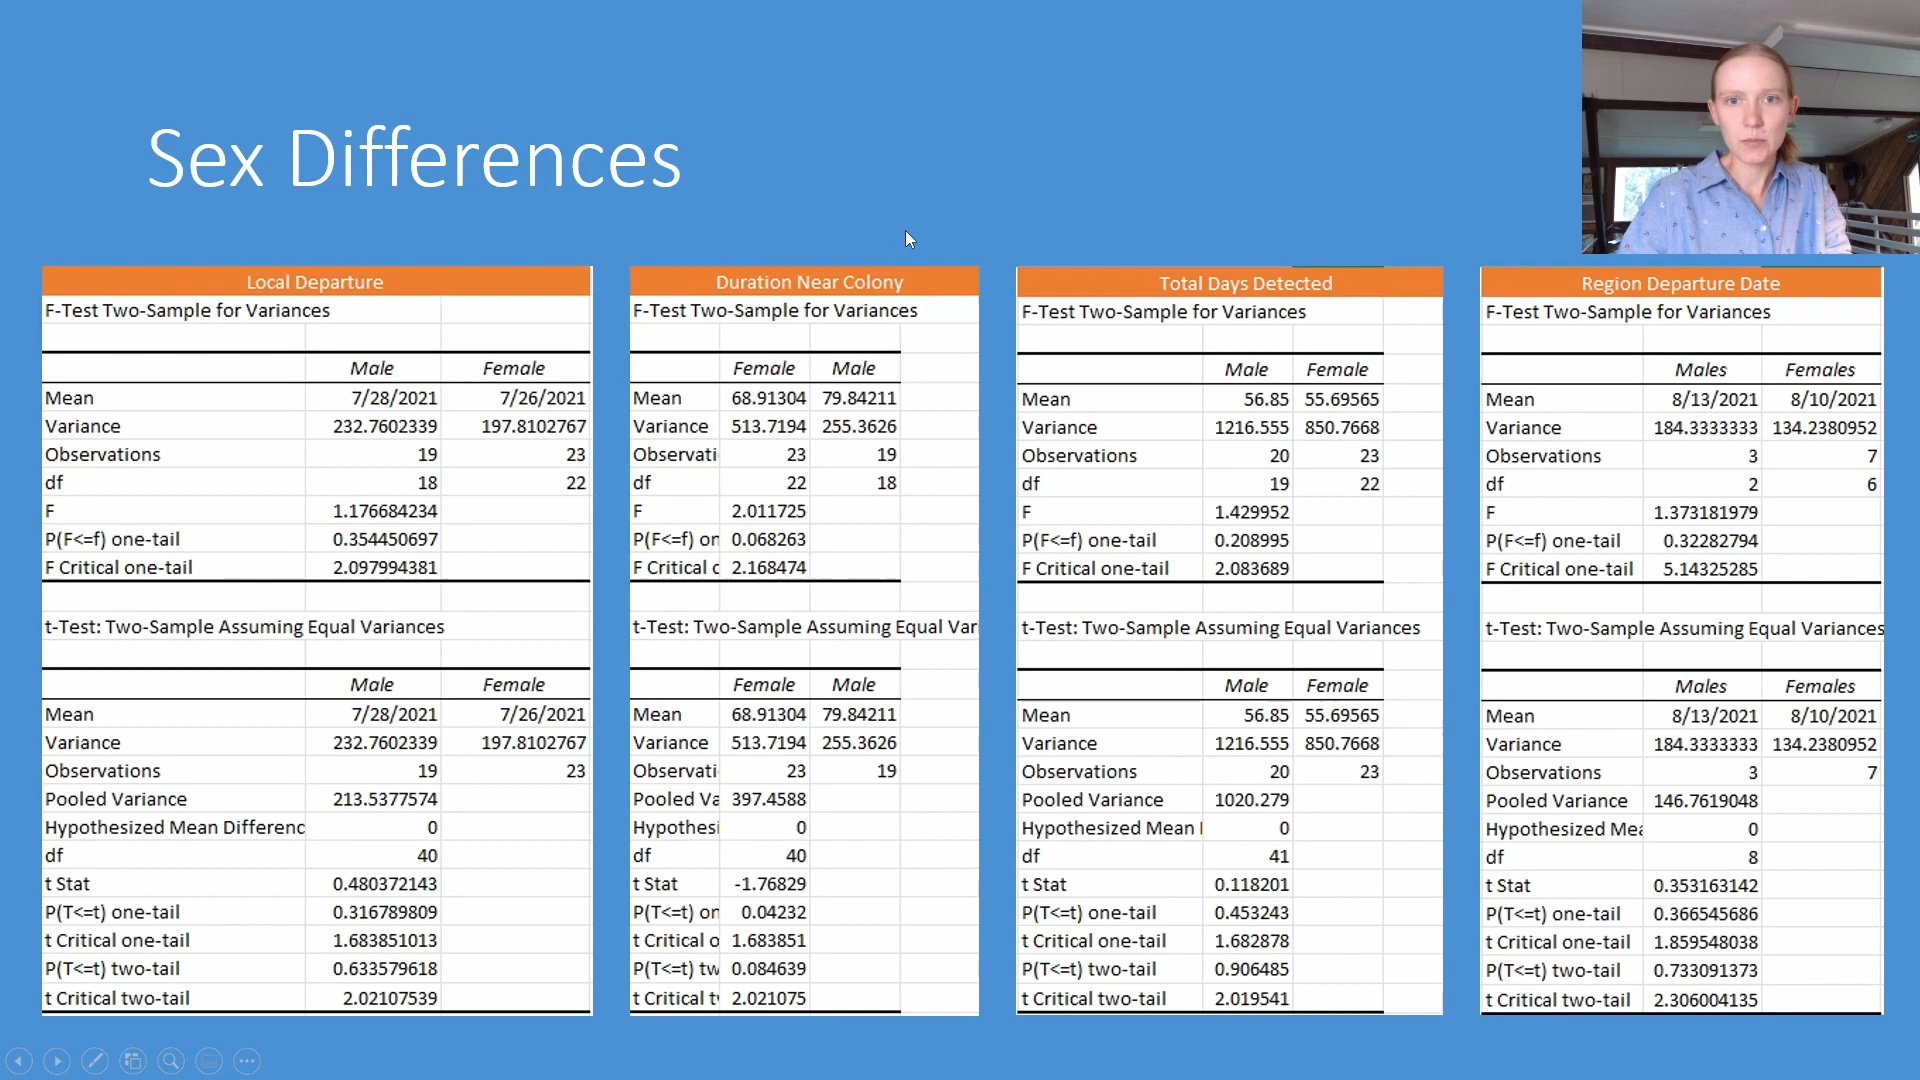 Sex Differences
Local Departure
F-Test Two-Sample for Variances
Male Female
Mean 7/28/2021 7/26/2021
Variance 232.7602339 197.8102767
Observations 19 23
df 18 22
F 1.176684234
P(F<=f) one-tail 0.354450697
F Critical one-tail 2.097994381
t-Test: Two-Sample Assuming Equal Variances
Male Female
Mean 7/28/2021 7/26/2021
Variance 232.7602339 197.8102767
Observations 19 23
Pooled Variance 213.5377574
Hypothesized Mean Differenc 0
df 40
t Stat 0.480372143
P(T<=t) one-tail 0.316789809
t Critical one-tail 1.683851013
P(T<=t) two-tail 0.633579618
t Critical two-tail 2.02107539
Duration Near Colony
F-Test Two-Sample for Variances
Female Male
Mean 68.91304 79.84211
Variance 513.7194 255.3626
Observati 23 19
df 22 18
F 2.011725
P(F<=f) on 0.068263
F Critical c 2.168474
t-Test: Two-Sample Assuming Equal Var
Female Male
Mean 68.91304 79.84211
Variance 513.7194 255.3626
Observati 23 19
Pooled Va 397.4588
Hypothesi 0
df 40
t Stat -1.76829
P(T<=t) on 0.04232
t Critical o 1.683851
P(T<=t) tw 0.084639
t Critical t 2.021075
Total Days Detected
F-Test Two-Sample for Variances
Male Female
Mean 56.85 55.69565
Variance 1216.555 850.7668
Observations 20 23
df 19 22
F 1.429952
P(F<=f) one-tail 0.208995
F Critical one-tail 2.083689
t-Test: Two-Sample Assuming Equal Variances
Male Female
Mean 56.85 55.69565
Variance 1216.555 850.7668
Observations 20 23
Pooled Variance 1020.279
Hypothesized Mean 0
df 41
t Stat 0.118201
P(T<=t) one-tail 0.453243
t Critical one-tail 1.682878
P(T<=t) two-tail 0.906485
t Critical two-tail 2.019541
Region Departure Date
F-Test Two-Sample for Variances
Males Females
Mean 8/13/2021 8/10/2021
Variance 184.3333333 134.2380952
Observations 3 7
df 2 6
F 1.373181979
P(F<=f) one-tail 0.32282794
F Critical one-tail 5.14325285
t-Test: Two-Sample Assuming Equal Variances
Males Females
Mean 8/13/2021 8/10/2021
Variance 184.3333333 134.2380952
Observations 3 7
Pooled Variance 146.7619048
Hypothesized Mea 0
df 8
t Stat 0.353163142
P(T<=t) one-tail 0.366545686
t Critical one-tail 1.859548038
P(T<=t) two-tail 0.733091373
t Critical two-tail 2.306004135